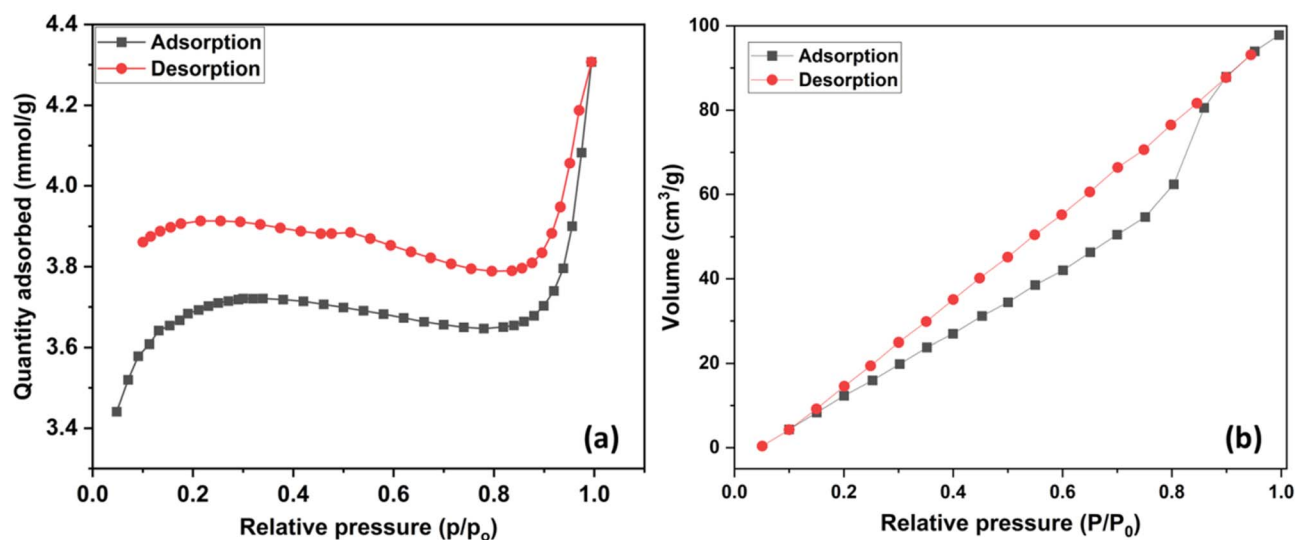 4.4
4.2
4.0
3.8
3.6
3.4
Quantity adsorbed (mmol/g)
Adsorption
Desorption
(a)
0.0 0.2 0.4 0.6 0.8 1.0
Relative pressure (p/pₒ)
100
80
60
40
20
0
Volume (cm³/g)
Adsorption
Desorption
(b)
0.0 0.2 0.4 0.6 0.8 1.0
Relative pressure (P/P₀)